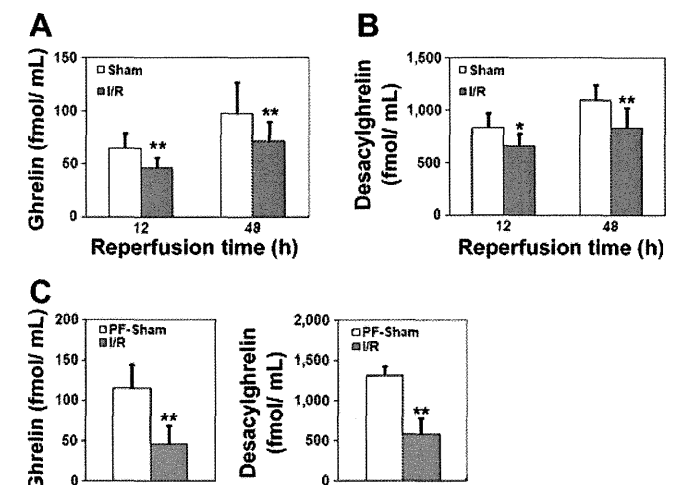 A
Ghrelin (fmol/ mL)
150
100
50
0
Sham
I/R
**
**
12
48
Reperfusion time (h)
B
Desacylghrelin
(fmol/ mL)
1,500
1,000
500
0
Sham
I/R
*
**
12
48
Reperfusion time (h)
C
Ghrelin (fmol/ mL)
200
150
100
50
0
PF-Sham
I/R
**
Desacylghrelin
(fmol/ mL)
2,000
1,500
1,000
500
0
PF-Sham
I/R
**